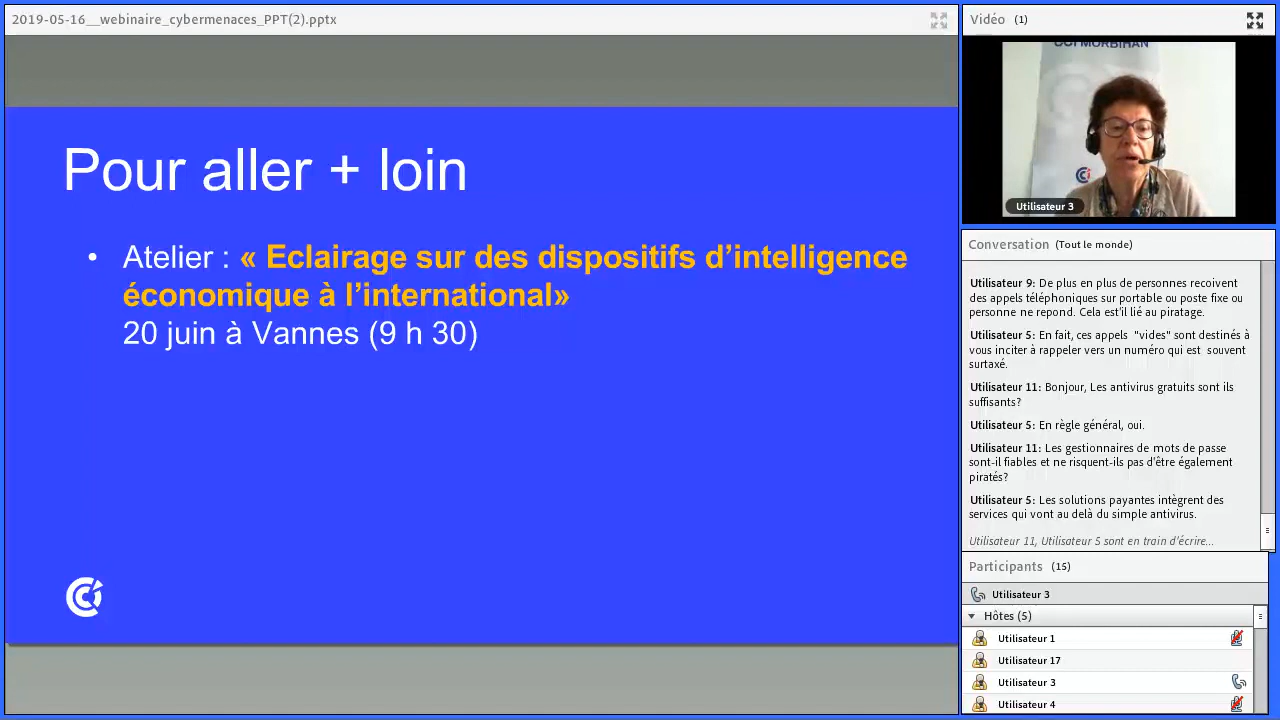 2019-05-16__webinaire_cybermenaces_PPT(2).pptx
Pour aller + loin
• Atelier : « Eclairage sur des dispositifs d’intelligence
économique à l’international»
20 juin à Vannes (9 h 30)
Vidéo (1)
CCI MORBIHAN
Utilisateur 3
Conversation (Tout le monde)
Utilisateur 9: De plus en plus de personnes recoivent
des appels téléphoniques sur portable ou poste fixe ou
personne ne repond. Cela est'il lié au piratage.
Utilisateur 5: En fait, ces appels "vides" sont destinés à
vous inciter à rappeler vers un numéro qui est souvent
surtaxé.
Utilisateur 11: Bonjour, Les antivirus gratuits sont ils
suffisants?
Utilisateur 5: En règle général, oui.
Utilisateur 11: Les gestionnaires de mots de passe
sont-il fiables et ne risquent-ils pas d'être également
piratés?
Utilisateur 5: Les solutions payantes intègrent des
services qui vont au delà du simple antivirus.
Utilisateur 11, Utilisateur 5 sont en train d'écrire...
Participants (15)
Utilisateur 3
Hôtes (5)
Utilisateur 1
Utilisateur 17
Utilisateur 3
Utilisateur 4